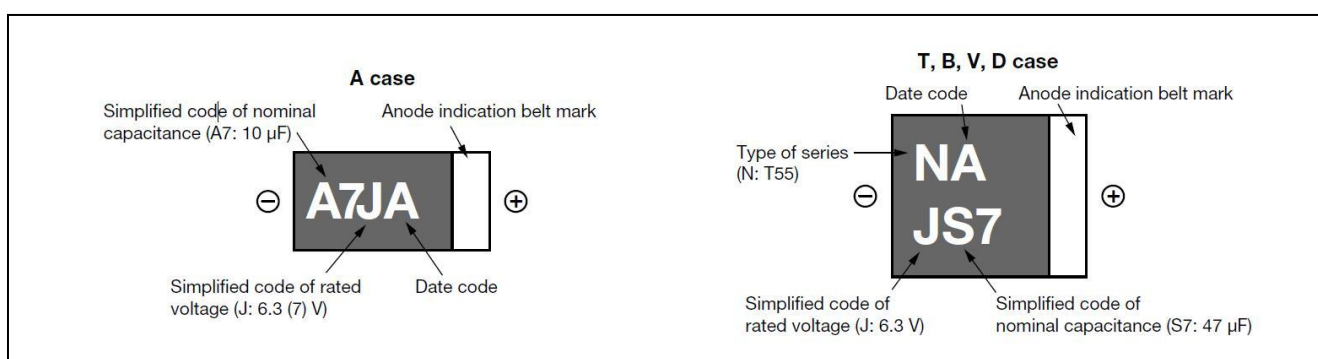 A case
Simplified code of nominal
capacitance (A7: 10 µF)
Anode indication belt mark
A7JA
⊖
⊕
Simplified code of rated
voltage (J: 6.3 (7) V)
Date code
T, B, V, D case
Date code
Anode indication belt mark
Type of series
(N: T55)
NA
JS7
⊖
⊕
Simplified code of
rated voltage (J: 6.3 V)
Simplified code of
nominal capacitance (S7: 47 µF)